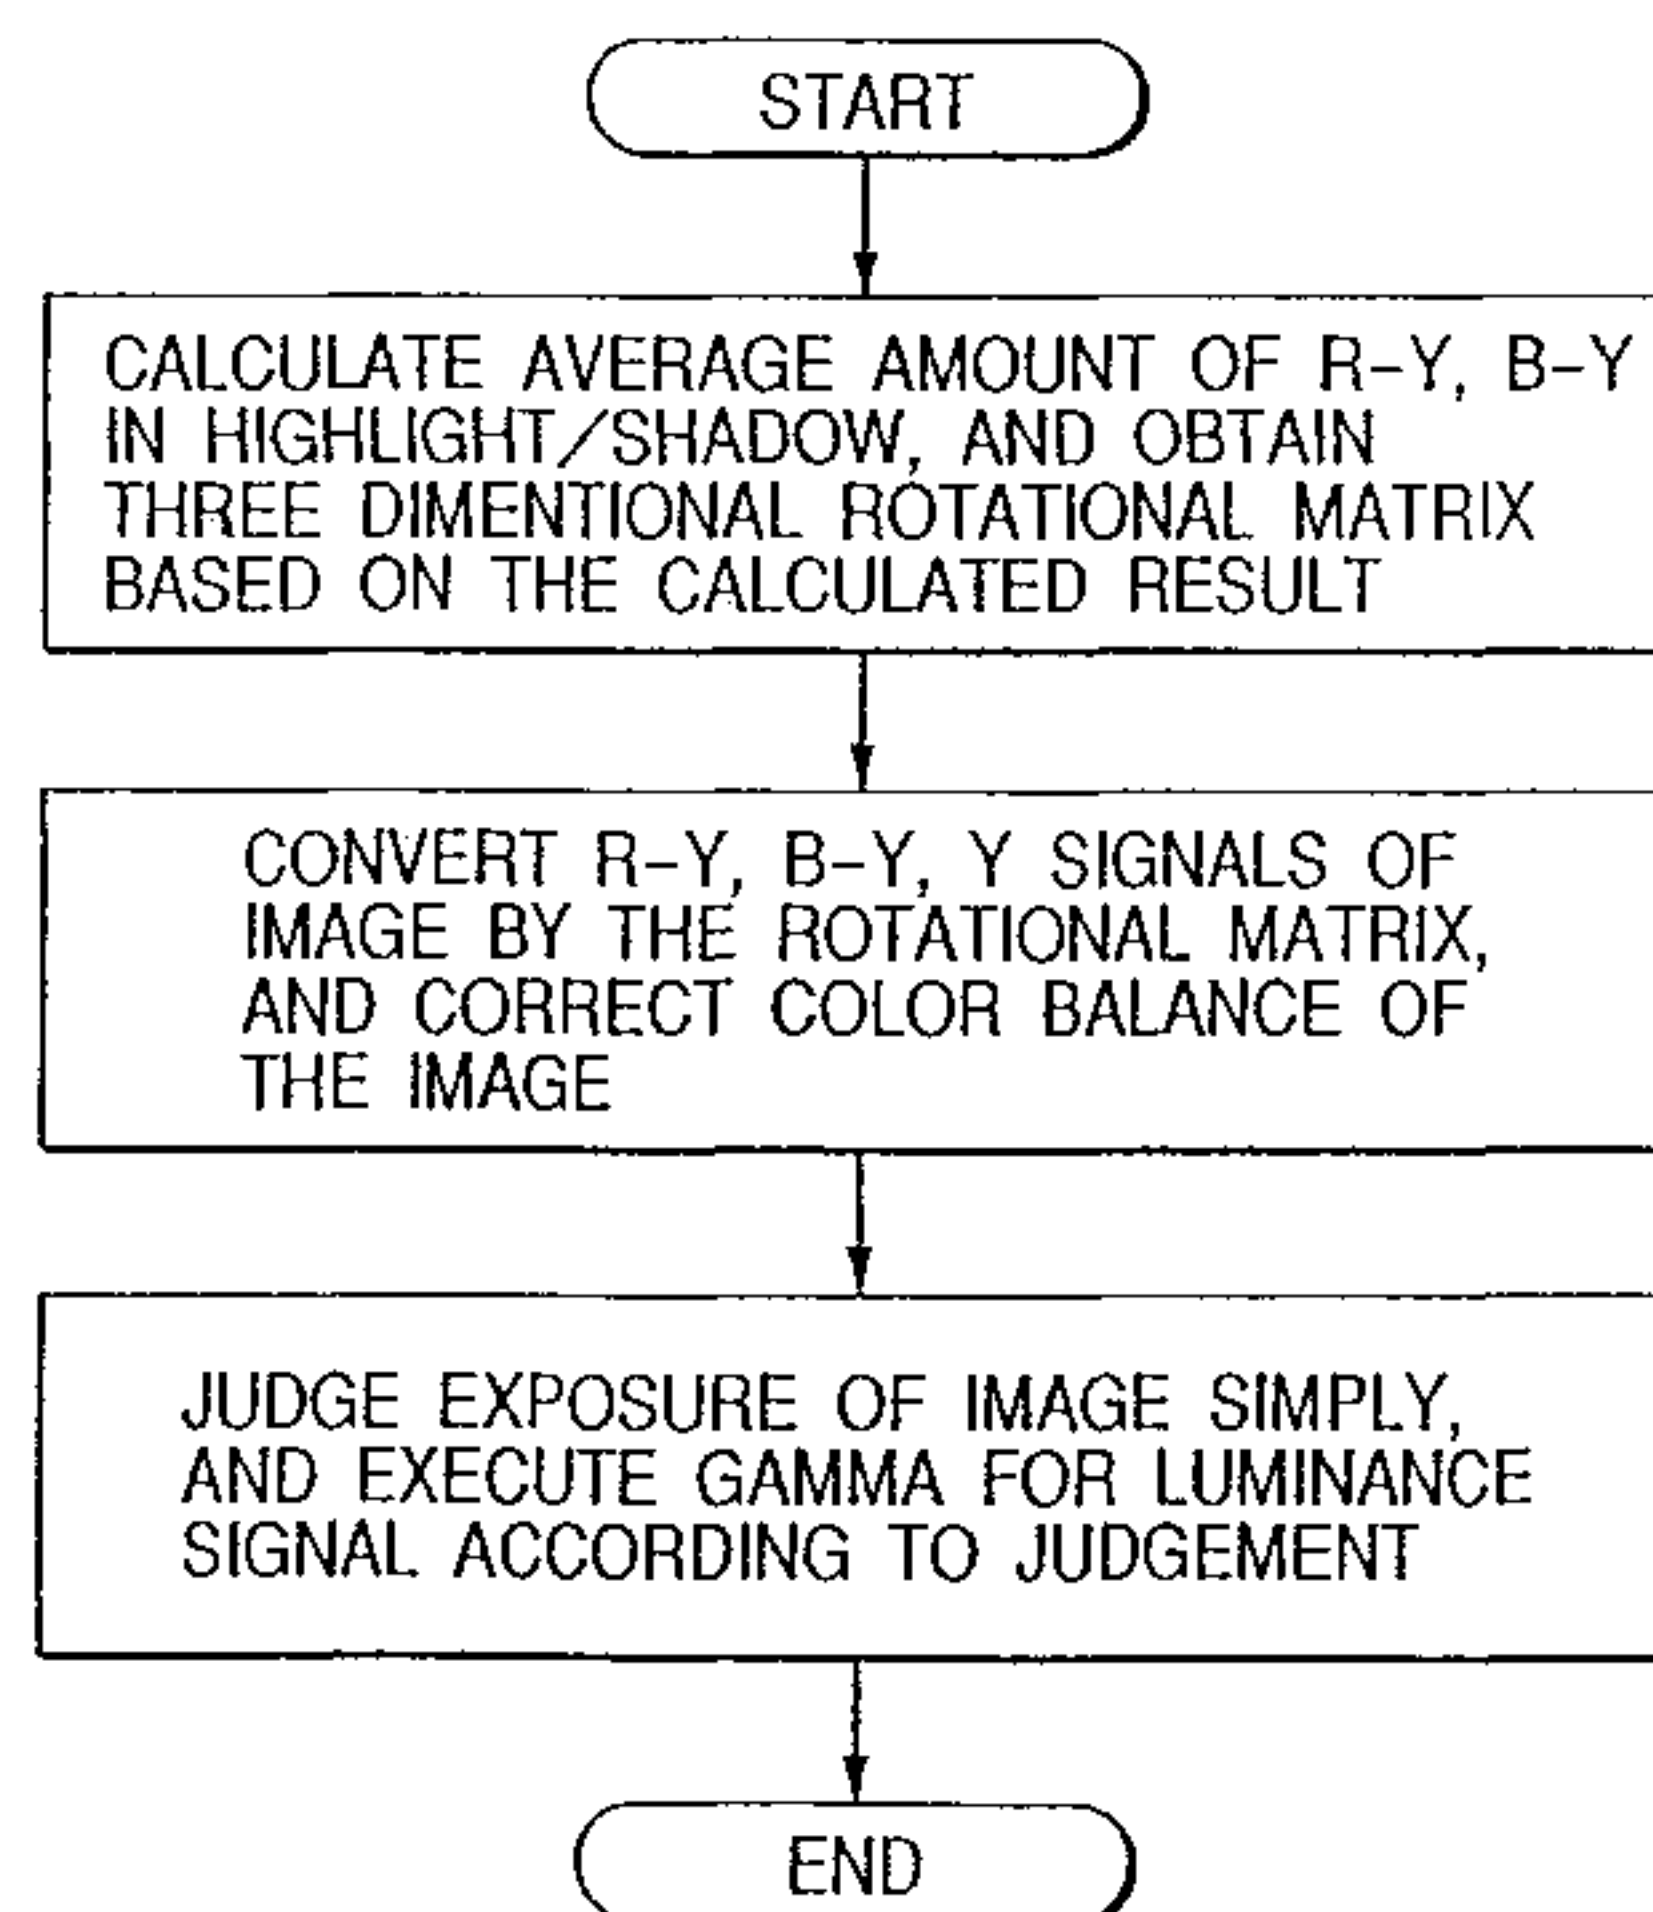 START
CALCULATE AVERAGE AMOUNT OF R-Y, B-Y
IN HIGHLIGHT/SHADOW, AND OBTAIN
THREE DIMENTIONAL ROTATIONAL MATRIX
BASED ON THE CALCULATED RESULT
CONVERT R-Y, B-Y, Y SIGNALS OF
IMAGE BY THE ROTATIONAL MATRIX,
AND CORRECT COLOR BALANCE OF
THE IMAGE
JUDGE EXPOSURE OF IMAGE SIMPLY,
AND EXECUTE GAMMA FOR LUMINANCE
SIGNAL ACCORDING TO JUDGEMENT
END